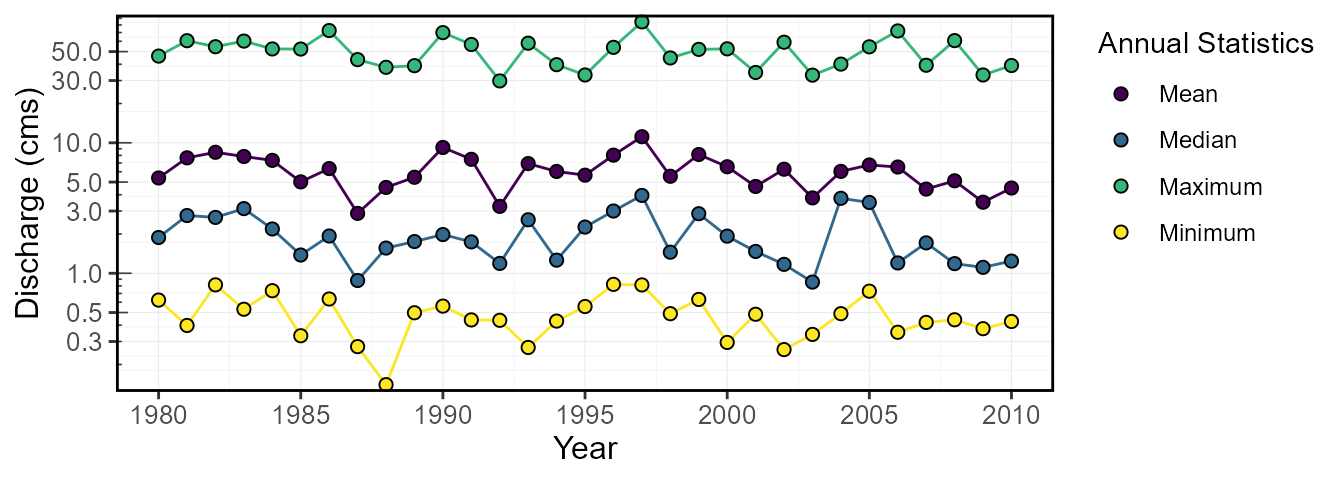 Discharge (cms)
50.0
30.0
10.0
5.0
3.0
1.0
0.5
0.3
1980 1985 1990 1995 2000 2005 2010
Year
Annual Statistics
Mean
Median
Maximum
Minimum